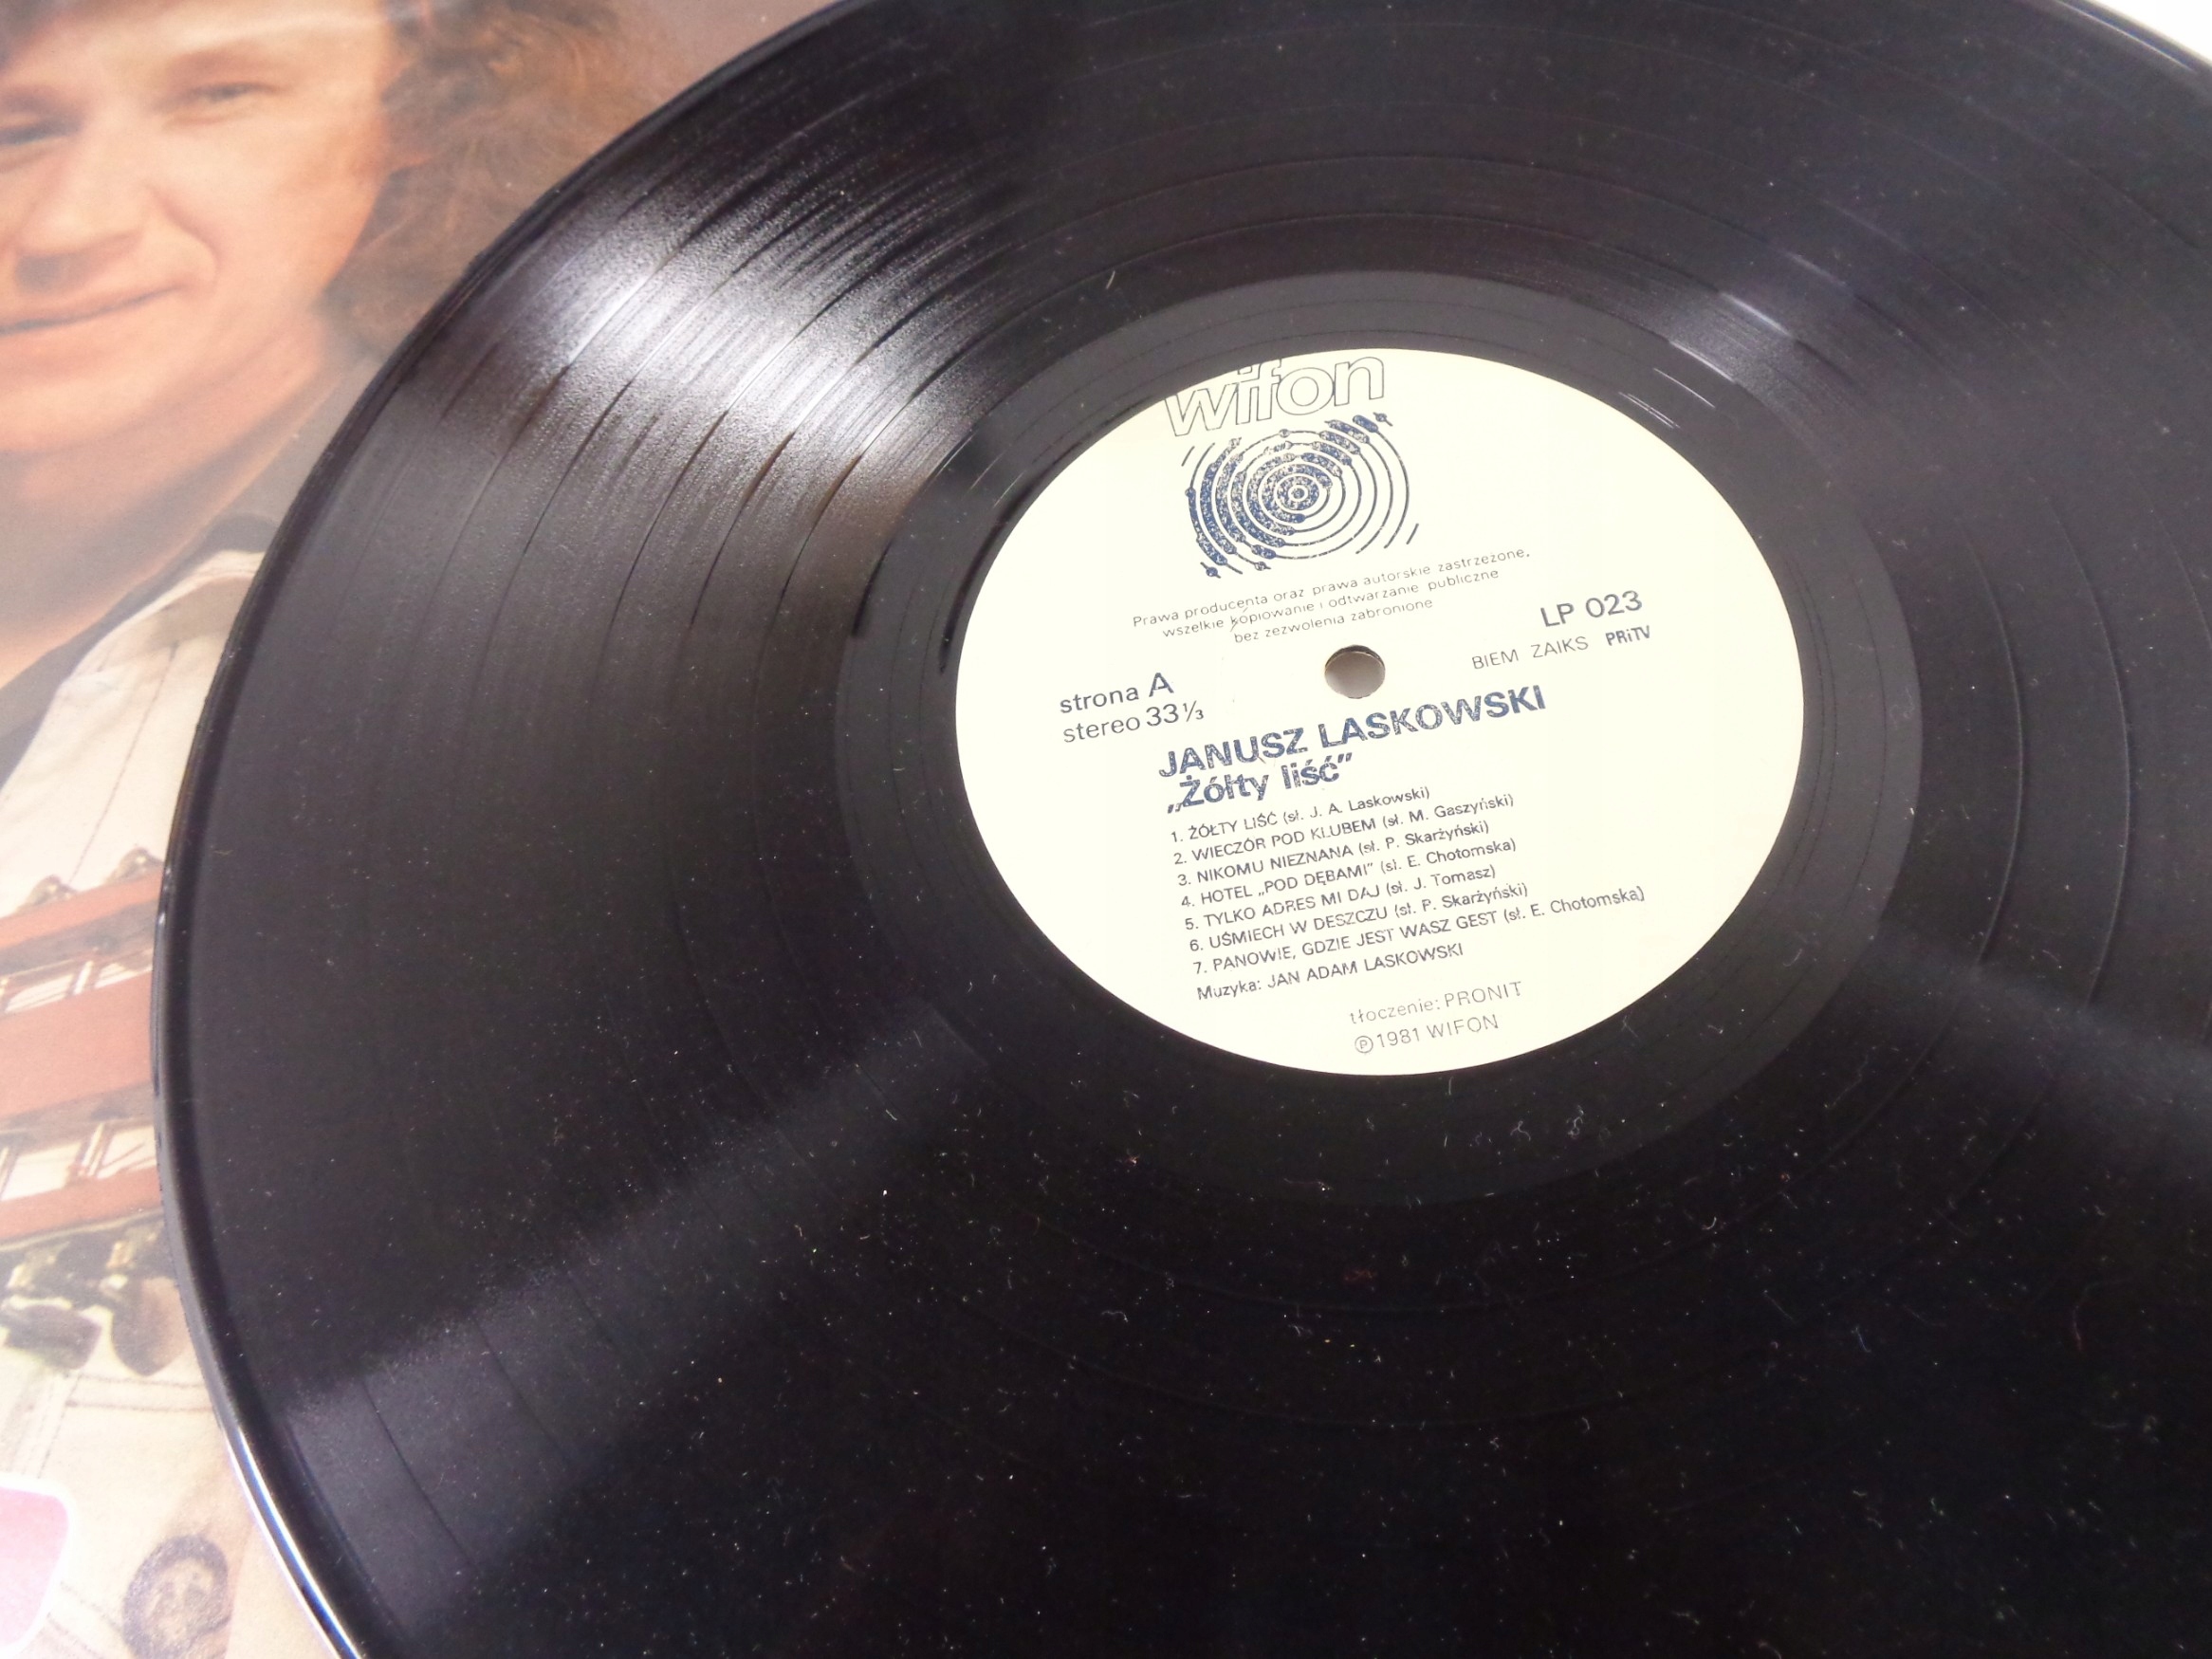 wifon
Prawa producenta oraz prawa autorskie zastrzeżone,
wszelkie kopiowanie i odtwarzanie publiczne
bez zezwolenia zabronione
LP 023
BIEM ZAIKS PRiTV
strona A
stereo 33⅓
JANUSZ LASKOWSKI
„Żółty liść”
1. ŻÓŁTY LIŚĆ (sł. J. A. Laskowski)
2. WIECZÓR POD KLUBEM (sł. M. Gaszyński)
3. NIKOMU NIEZNANA (sł. P. Skarżyński)
4. HOTEL „POD DĘBAMI” (sł. E. Chotomska)
5. TYLKO ADRES MI DAJ (sł. J. Tomasz)
6. UŚMIECH W DESZCZU (sł. P. Skarżyński)
7. PANOWIE, GDZIE JEST WASZ GEST (sł. E. Chotomska)
Muzyka: JAN ADAM LASKOWSKI
tłoczenie: PRONIT
Ⓟ 1981 WIFON